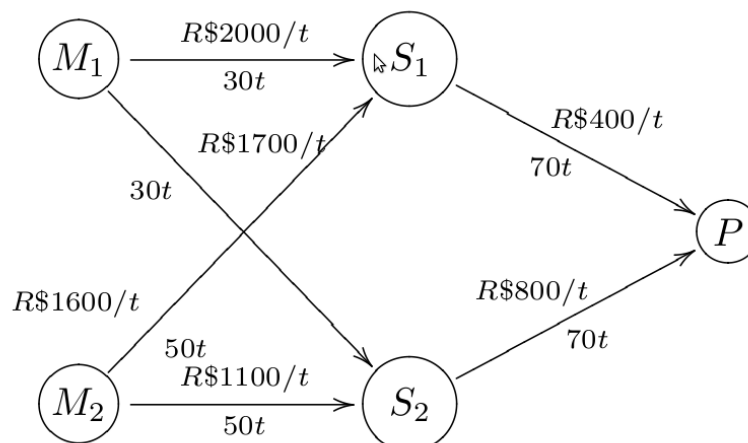 M₁
R$2000/t
30t
S₁
R$1700/t
30t
R$400/t
70t
P
R$1600/t
50t
R$800/t
70t
M₂
R$1100/t
50t
S₂